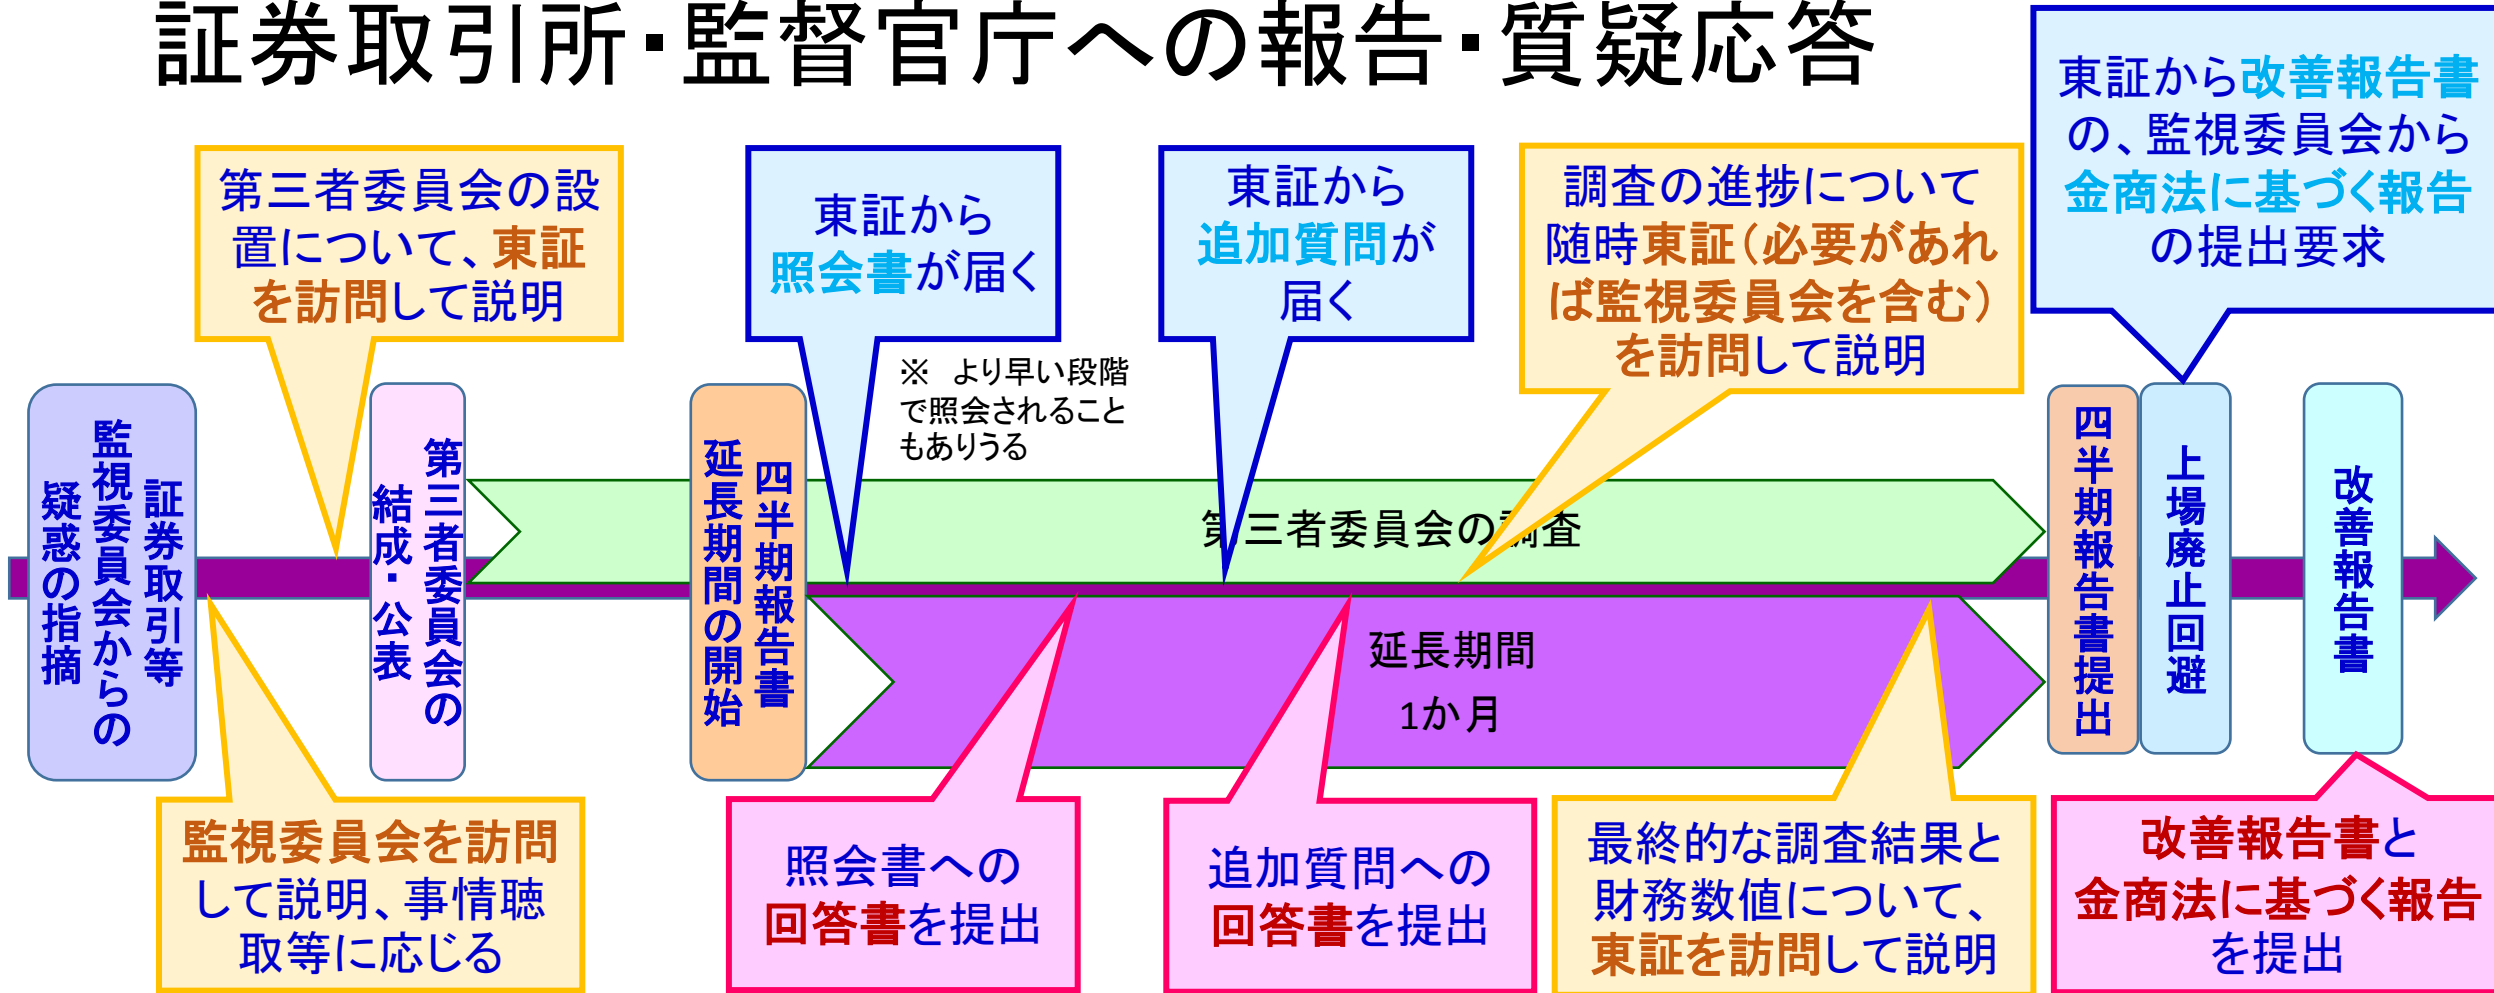 証券取引所・監督官庁への報告・質疑応答
第三者委員会の設
置について、東証
を訪問して説明
東証から
照会書が届く
※　より早い段階
で照会されること
もありうる
東証から
追加質問が
届く
調査の進捗について
随時東証（必要があれ
ば監視委員会を含む）
を訪問して説明
東証から改善報告書
の、監視委員会から
金商法に基づく報告
の提出要求
証券取引等
監視委員会からの
疑惑の指摘
第三者委員会の
結成・公表
四半期報告書
延長期間の開始
第三者委員会の調査
延長期間
1か月
四半期報告書提出
上場廃止回避
改善報告書
監視委員会を訪問
して説明、事情聴
取等に応じる
照会書への
回答書を提出
追加質問への
回答書を提出
最終的な調査結果と
財務数値について、
東証を訪問して説明
改善報告書と
金商法に基づく報告
を提出